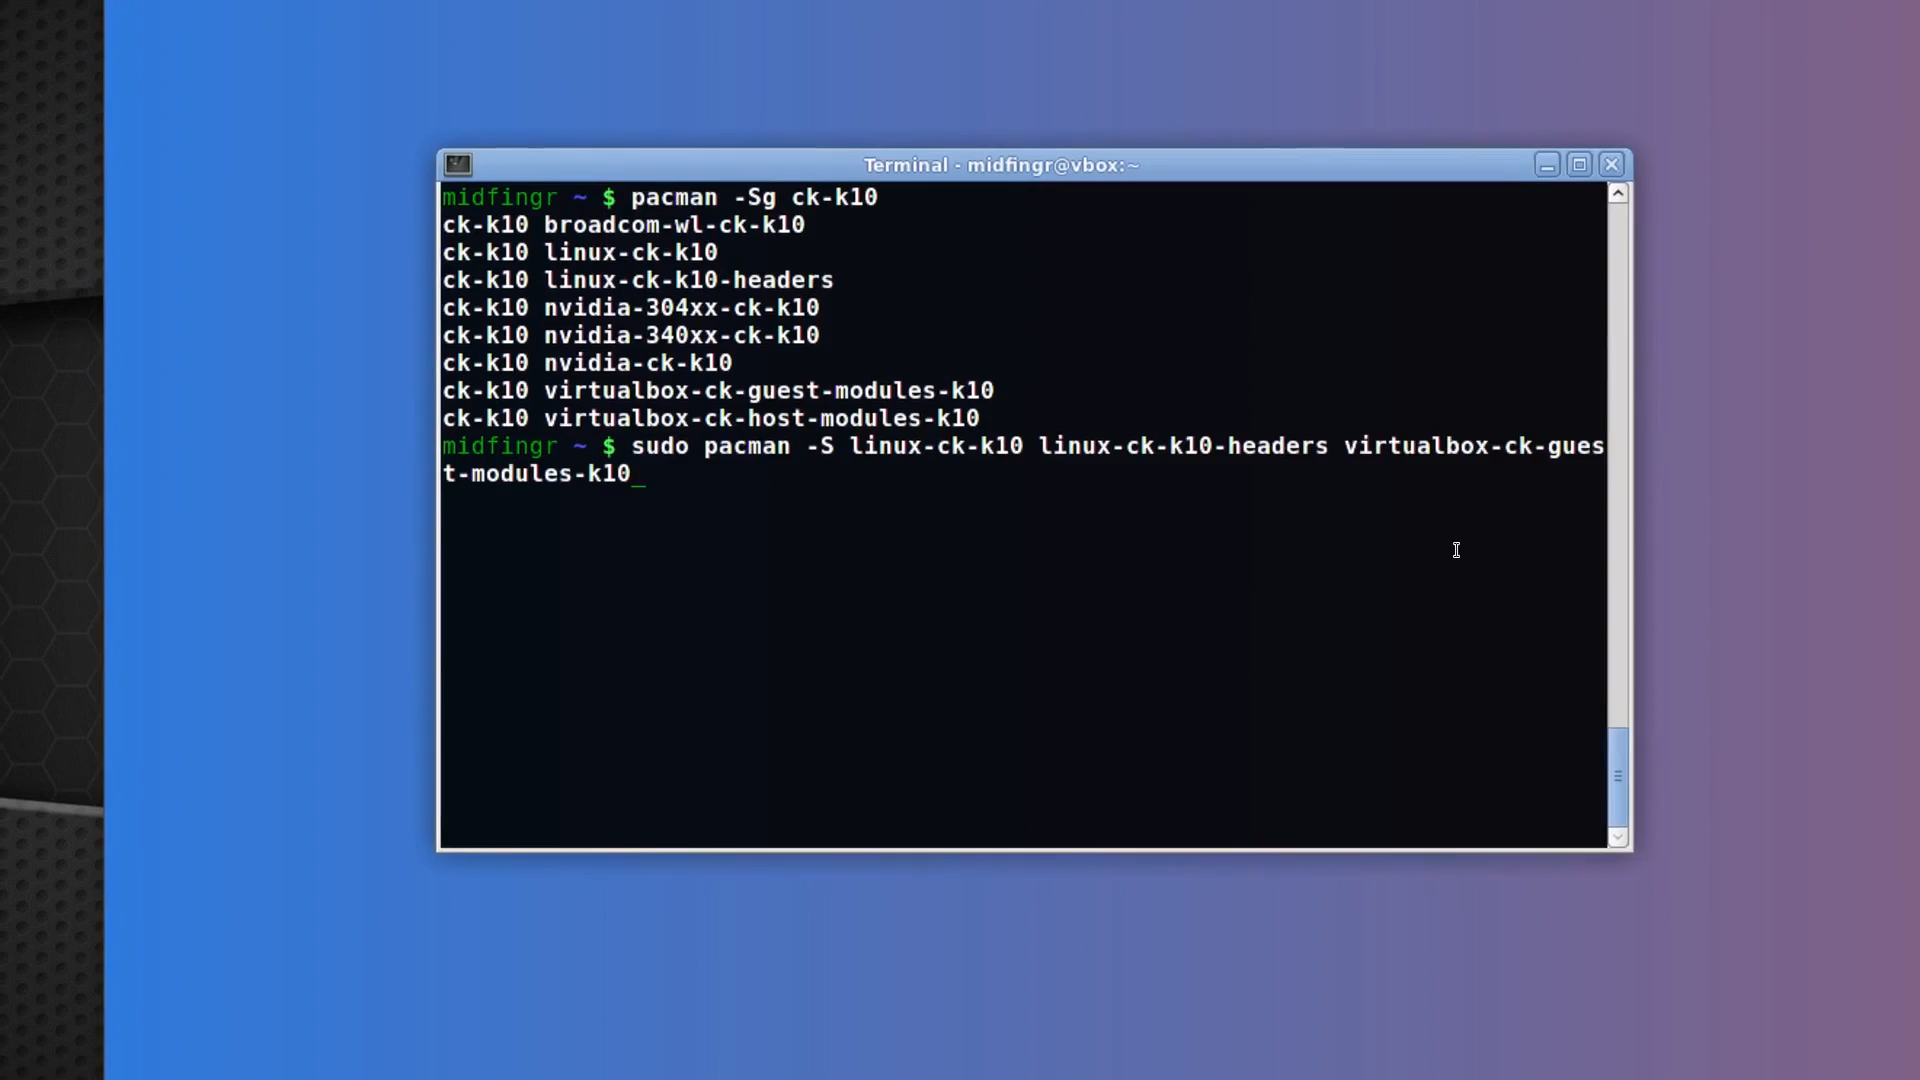 Terminal - midfingr@vbox:~
midfingr ~ $ pacman -Sg ck-k10
ck-k10 broadcom-wl-ck-k10
ck-k10 linux-ck-k10
ck-k10 linux-ck-k10-headers
ck-k10 nvidia-304xx-ck-k10
ck-k10 nvidia-340xx-ck-k10
ck-k10 nvidia-ck-k10
ck-k10 virtualbox-ck-guest-modules-k10
ck-k10 virtualbox-ck-host-modules-k10
midfingr ~ $ sudo pacman -S linux-ck-k10 linux-ck-k10-headers virtualbox-ck-gues
t-modules-k10_